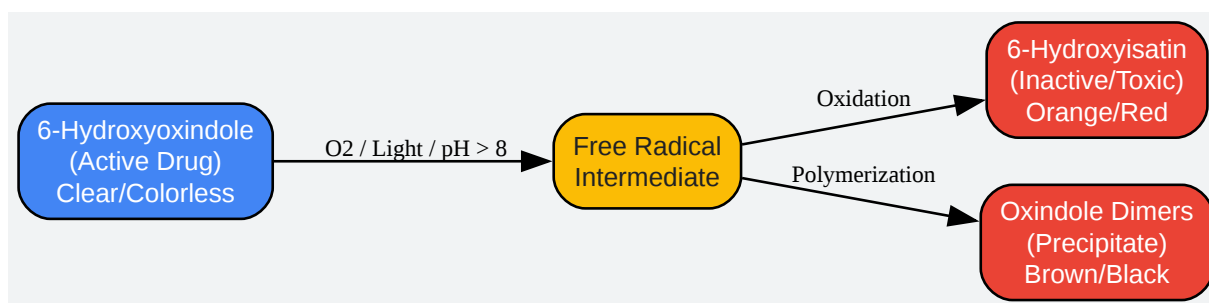 6-Hydroxyoxindole
(Active Drug)
Clear/Colorless
O2 / Light / pH > 8
Free Radical
Intermediate
Oxidation
6-Hydroxyisatin
(Inactive/Toxic)
Orange/Red
Polymerization
Oxindole Dimers
(Precipitate)
Brown/Black